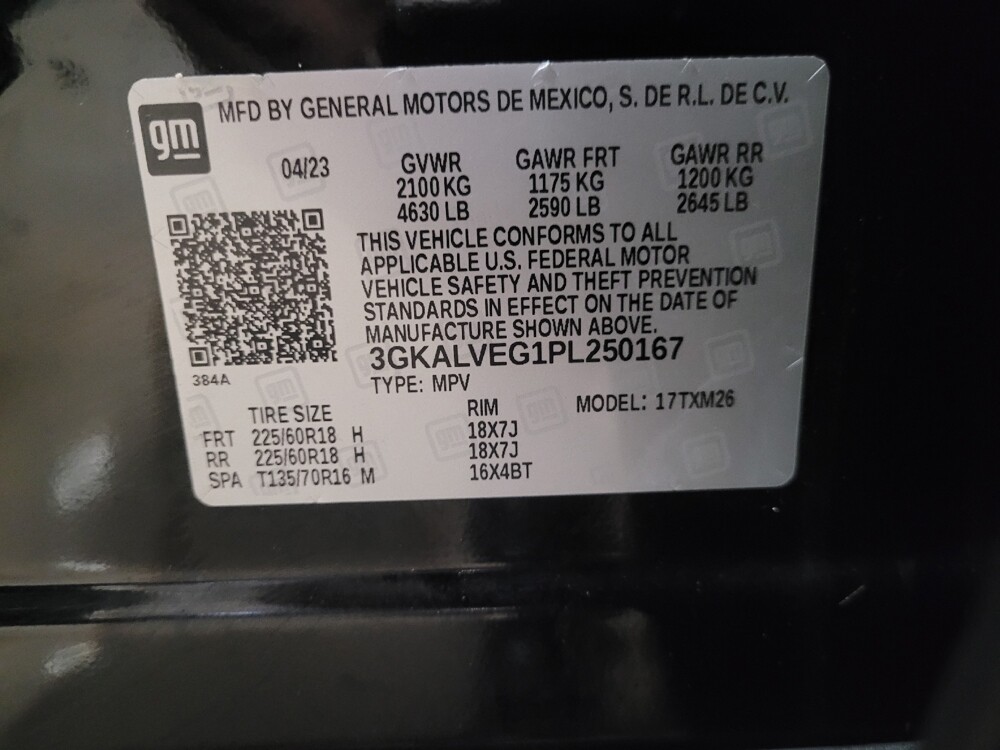 gm
MFD BY GENERAL MOTORS DE MEXICO, S. DE R.L. DE C.V.
04/23 GVWR GAWR FRT GAWR RR
2100 KG 1175 KG 1200 KG
4630 LB 2590 LB 2645 LB
THIS VEHICLE CONFORMS TO ALL
APPLICABLE U.S. FEDERAL MOTOR
VEHICLE SAFETY AND THEFT PREVENTION
STANDARDS IN EFFECT ON THE DATE OF
MANUFACTURE SHOWN ABOVE.
3GKALVEG1PL250167
384A
TYPE: MPV
TIRE SIZE RIM MODEL: 17TXM26
FRT 225/60R18 H 18X7J
RR 225/60R18 H 18X7J
SPA T135/70R16 M 16X4BT